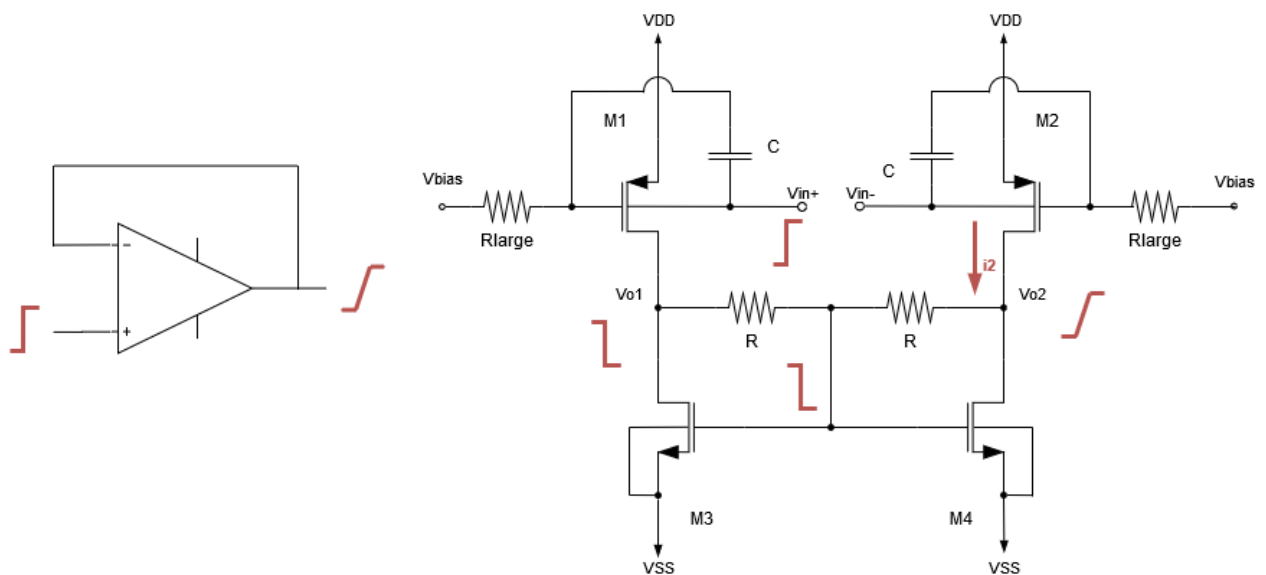 VDD
VDD
M1
M2
C
C
Vbias
Vin+
Vin-
Vbias
Rlarge
Rlarge
-
+
i2
Vo1
Vo2
R
R
M3
M4
VSS
VSS